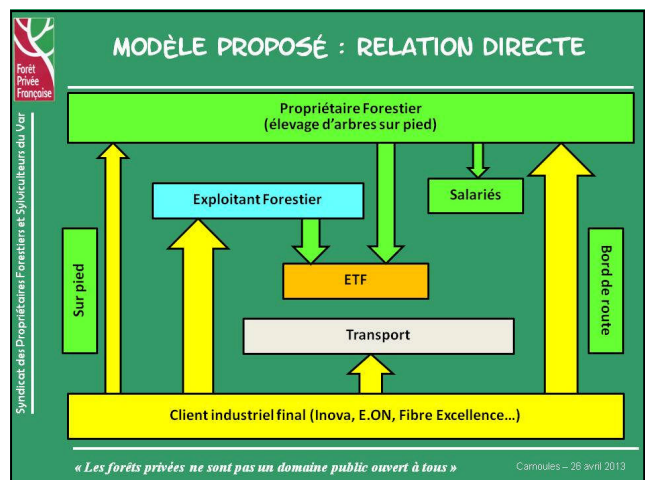 MODÈLE PROPOSÉ : RELATION DIRECTE
Forêt
Privée
Française
Syndicat des Propriétaires Forestiers et Sylviculteurs du Var
Propriétaire Forestier
(élevage d'arbres sur pied)
Exploitant Forestier
Salariés
Sur pied
ETF
Bord de route
Transport
Client industriel final (Inova, E.ON, Fibre Excellence...)
« Les forêts privées ne sont pas un domaine public ouvert à tous »
Carnoules – 26 avril 2013